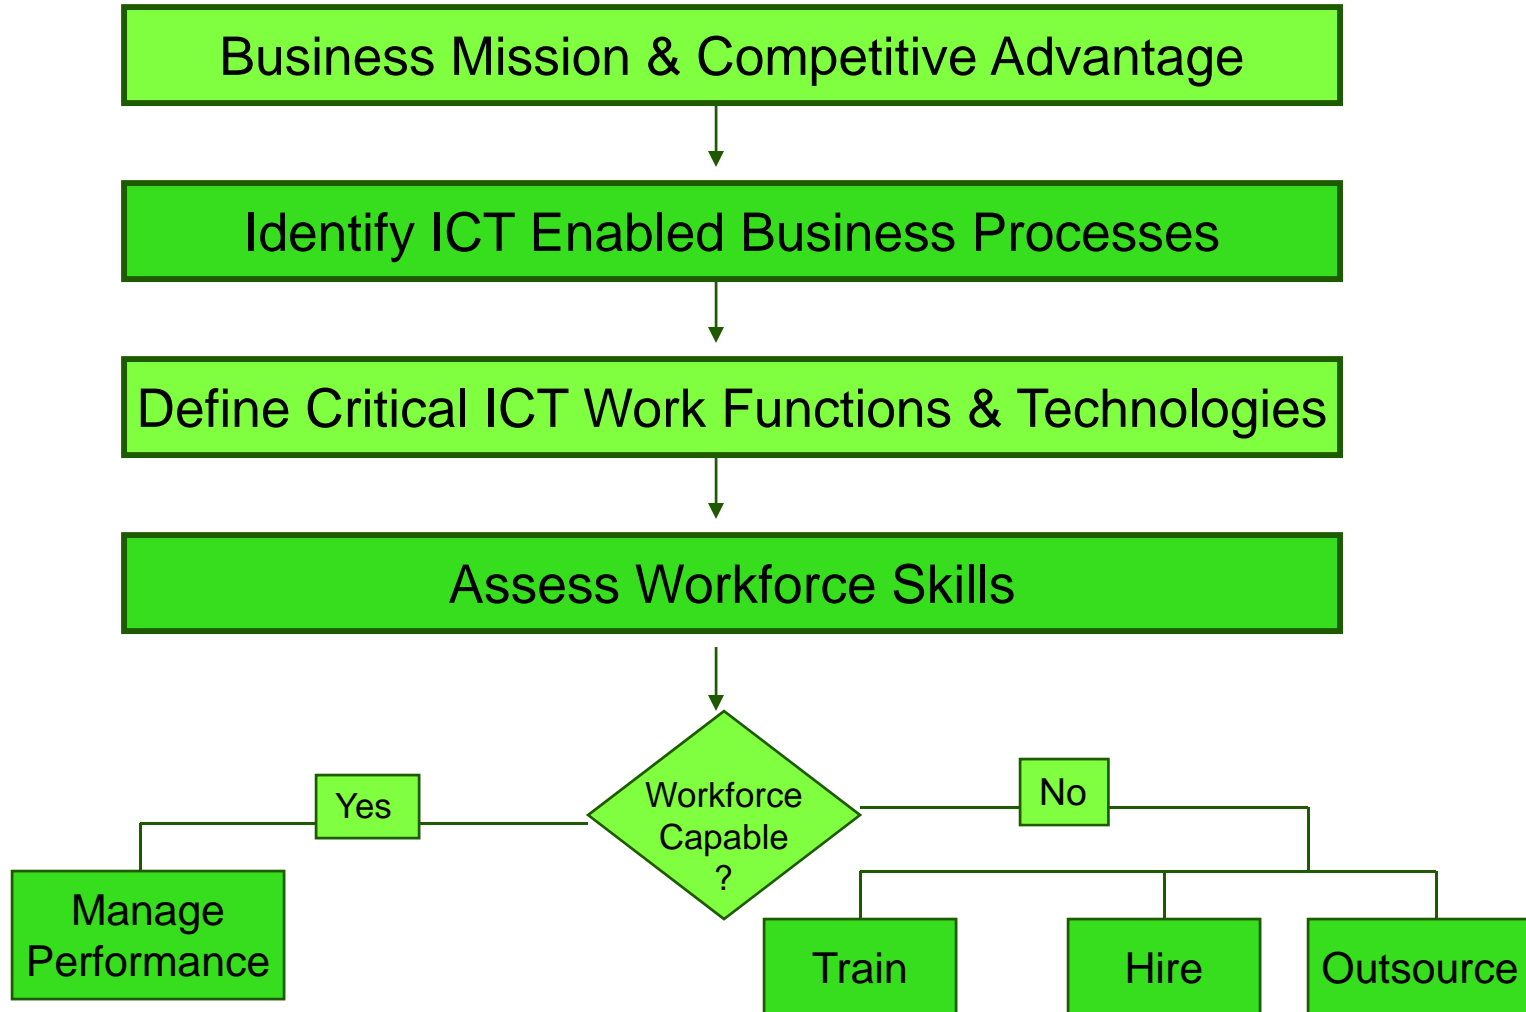 Business Mission & Competitive Advantage
Identify ICT Enabled Business Processes
Define Critical ICT Work Functions & Technologies
Assess Workforce Skills
Workforce
Capable
?
Yes
No
Manage
Performance
Train
Hire
Outsource